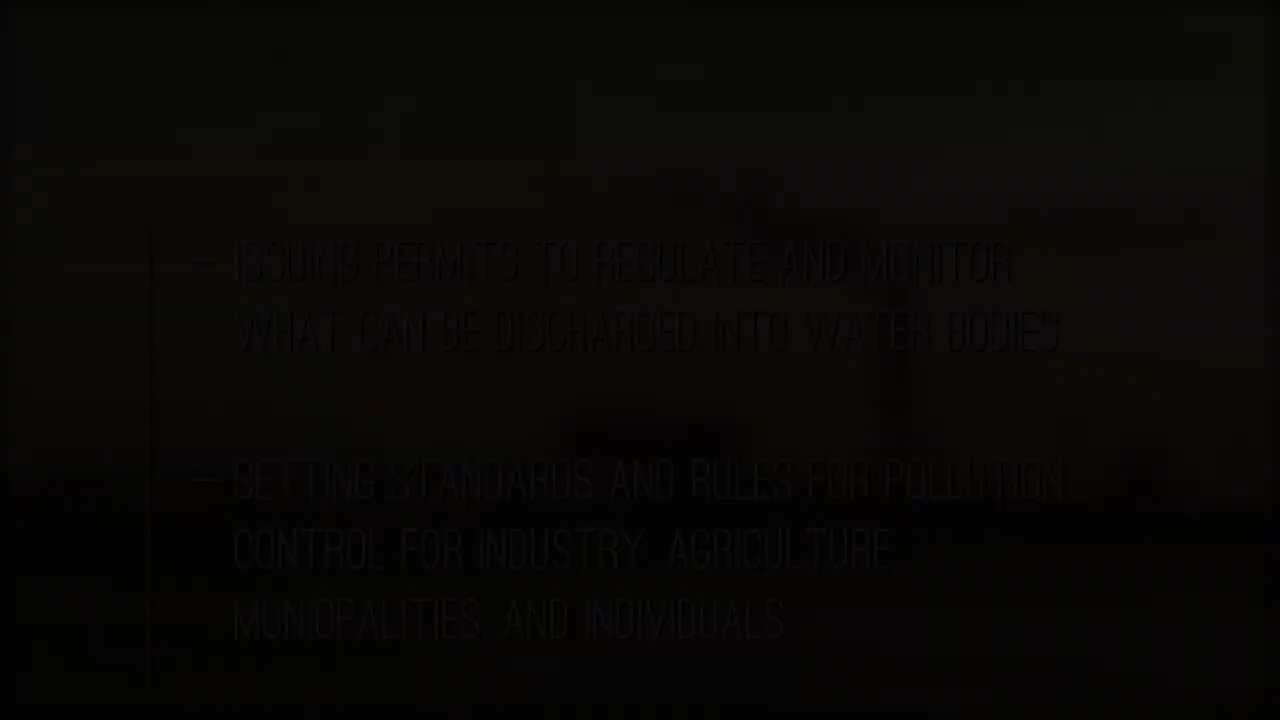 – ISSUING PERMITS TO REGULATE AND MONITOR
WHAT CAN BE DISCHARDED INTO WATER BODIES
– SETTING STANDARDS AND RULES FOR POLLUTION
CONTROL FOR INDUSTRY, AGRICULTURE
MUNICIPALITIES, AND INDIVIDUALS